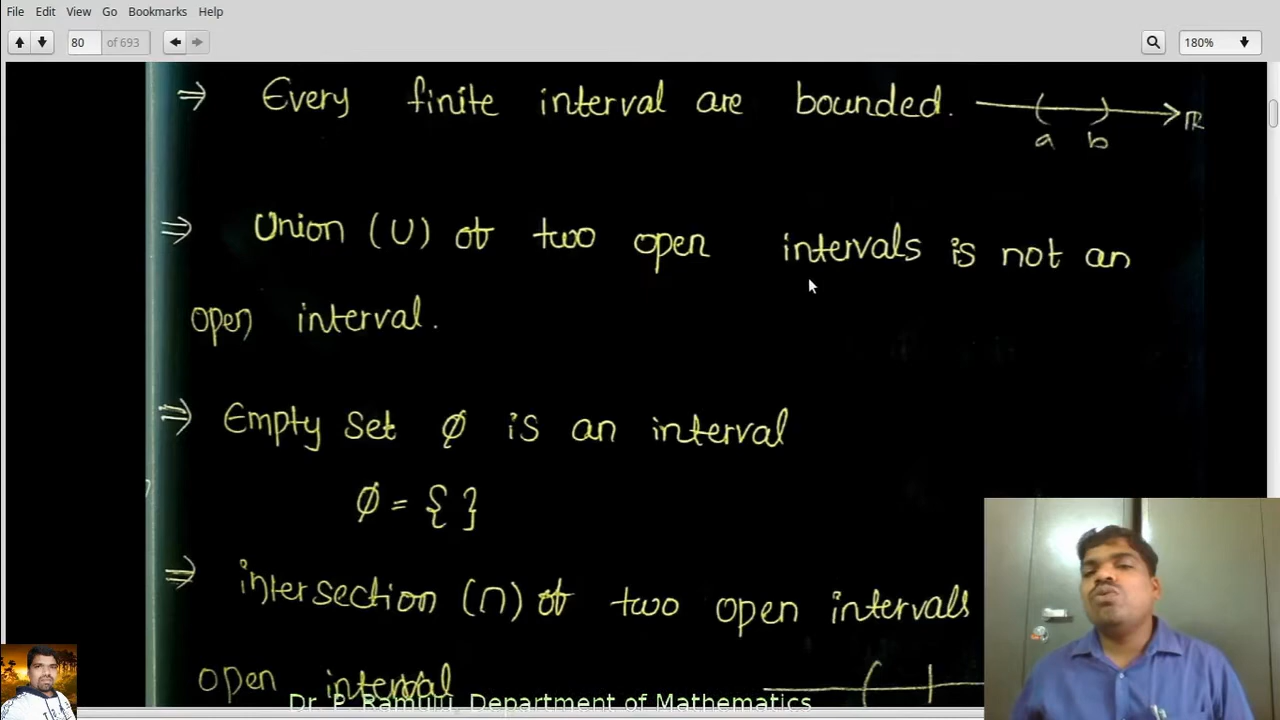 File Edit View Go Bookmarks Help
80 of 693 180%
⇒ Every finite interval are bounded.
a b ℝ
⇒ Union (∪) of two open intervals is not an
open interval.
⇒ Empty set ∅ is an interval
∅ = { }
⇒ intersection (∩) of two open intervals
open interval
Dr. P. Ramulu, Department of Mathematics